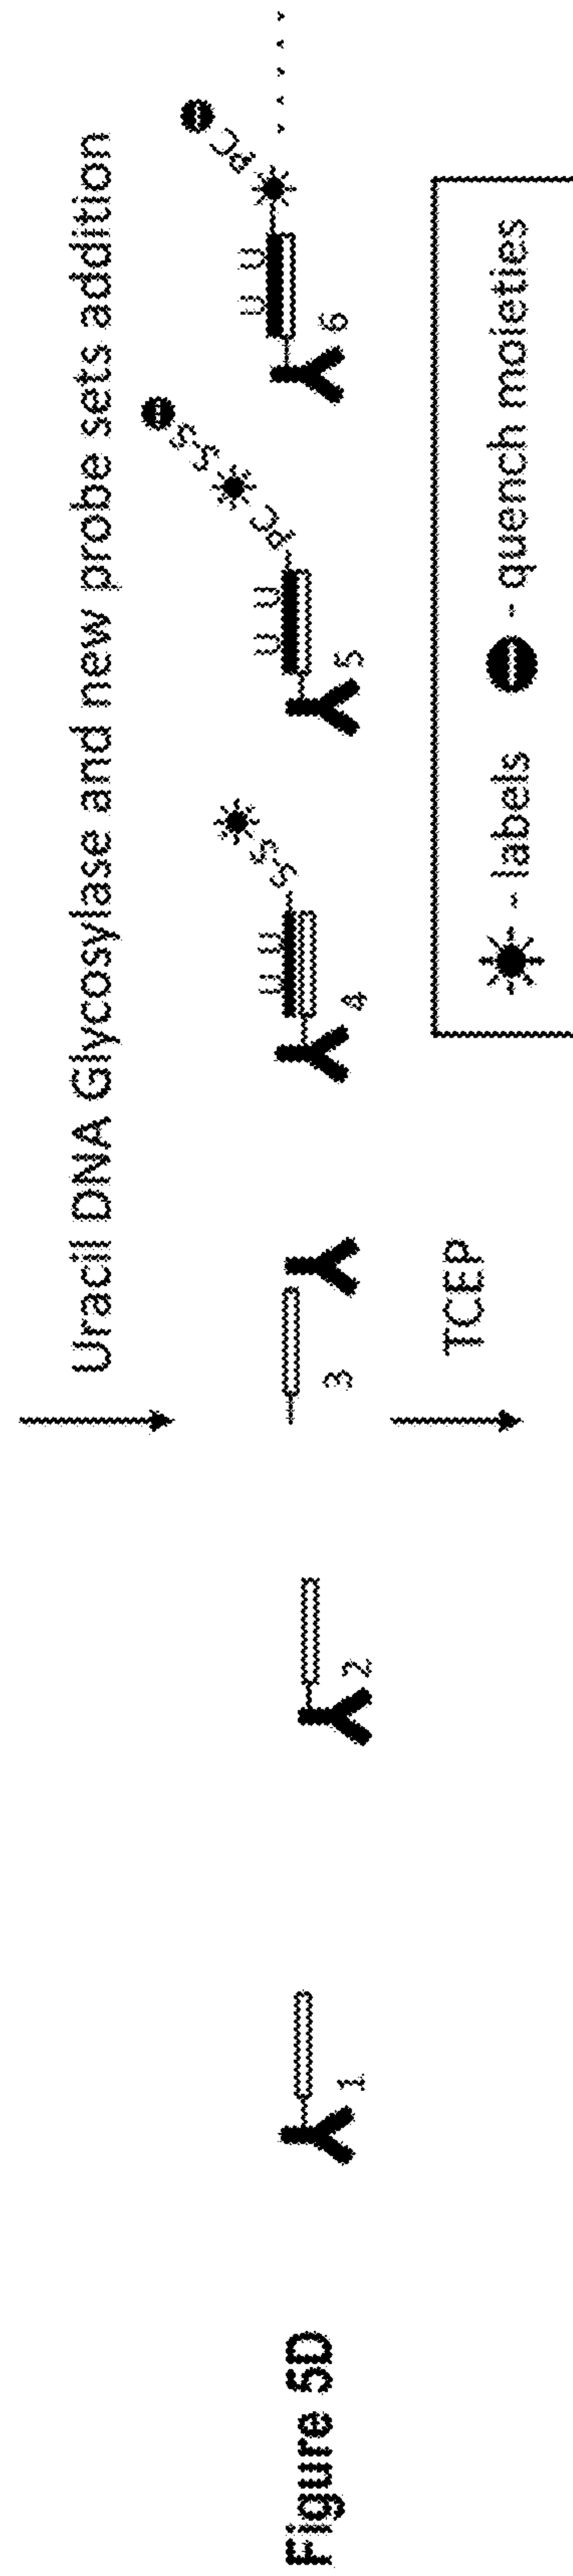 Uracil DNA Glycosylase and new probe sets addition
PC
S-S
PC
S-S
PC
U U
U U
U U
1
2
3
4
5
6
Figure 5D
TCEP
- labels
- quench moieties